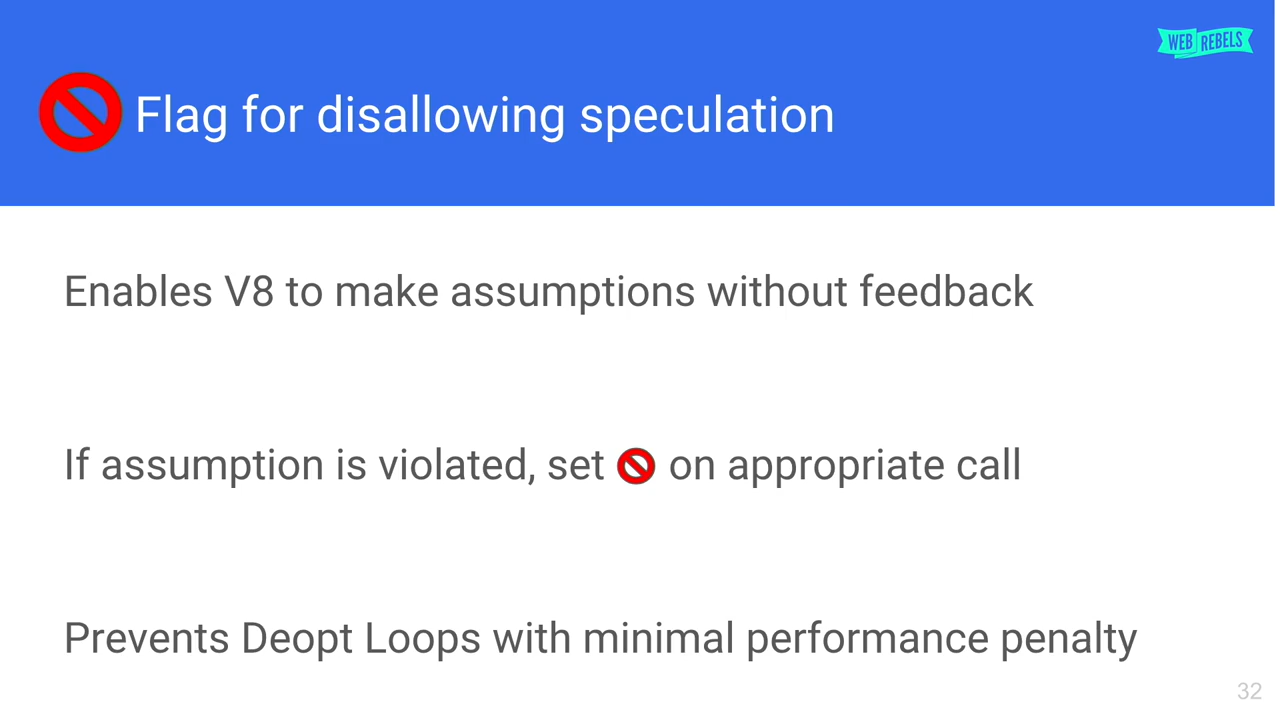 WEB REBELS
Flag for disallowing speculation
Enables V8 to make assumptions without feedback
If assumption is violated, set 🚫 on appropriate call
Prevents Deopt Loops with minimal performance penalty
32